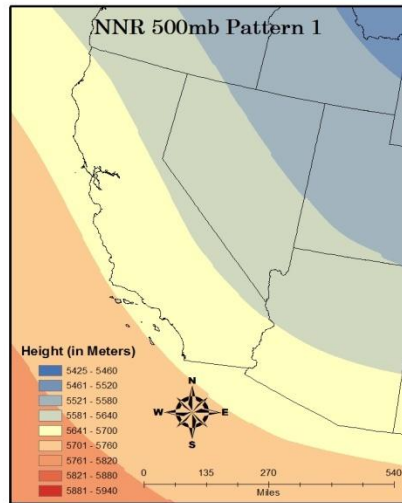 NNR 500mb Pattern 1
Height (in Meters)
5425 - 5460
5461 - 5520
5521 - 5580
5581 - 5640
5641 - 5700
5701 - 5760
5761 - 5820
5821 - 5880
5881 - 5940
N
W E
S
0 135 270 540
Miles